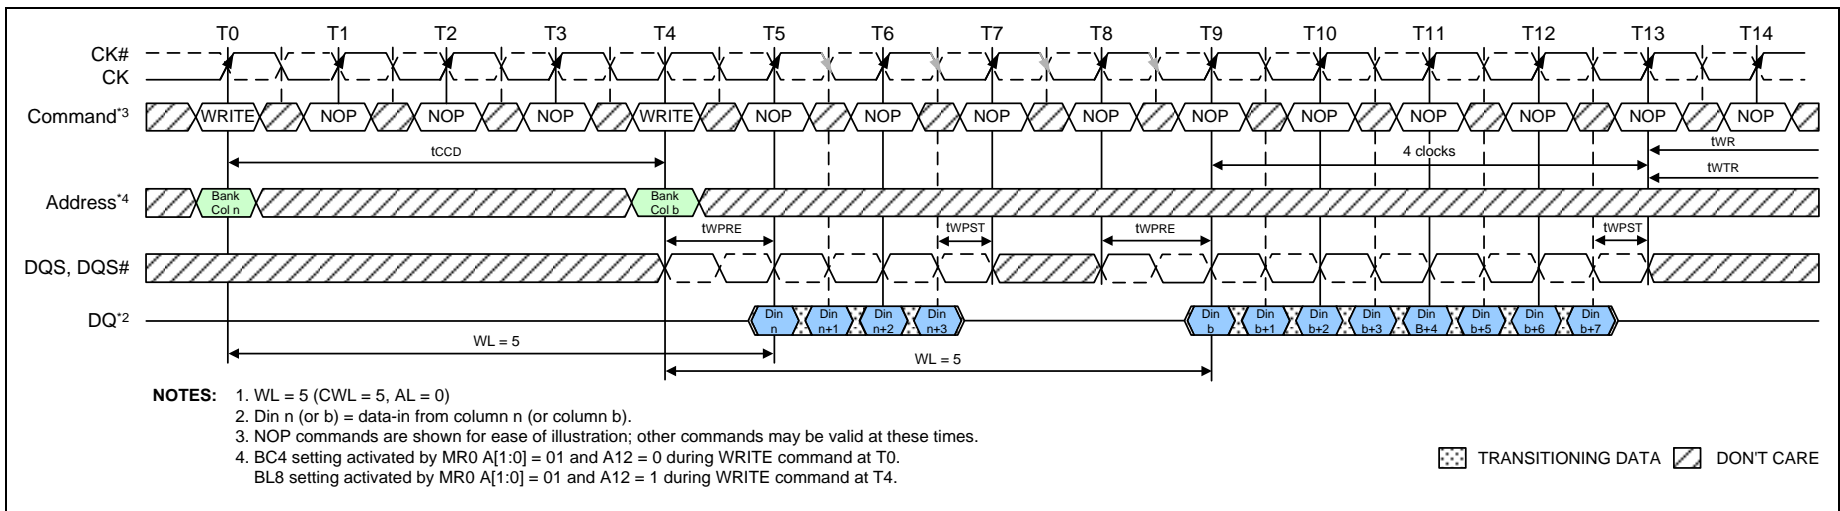 T0 T1 T2 T3 T4 T5 T6 T7 T8 T9 T10 T11 T12 T13 T14
CK#
CK
Command*3 WRITE NOP NOP NOP WRITE NOP NOP NOP NOP NOP NOP NOP NOP NOP NOP
tCCD 4 clocks tWR
tWTR
Address*4 Bank Col n Bank Col b
tWPRE tWPST tWPRE tWPST
DQS, DQS#
DQ*2 Din n Din n+1 Din n+2 Din n+3 Din b Din b+1 Din b+2 Din b+3 Din B+4 Din b+5 Din b+6 Din b+7
WL = 5
WL = 5
NOTES: 1. WL = 5 (CWL = 5, AL = 0)
2. Din n (or b) = data-in from column n (or column b).
3. NOP commands are shown for ease of illustration; other commands may be valid at these times.
4. BC4 setting activated by MR0 A[1:0] = 01 and A12 = 0 during WRITE command at T0.
BL8 setting activated by MR0 A[1:0] = 01 and A12 = 1 during WRITE command at T4.
TRANSITIONING DATA DON'T CARE